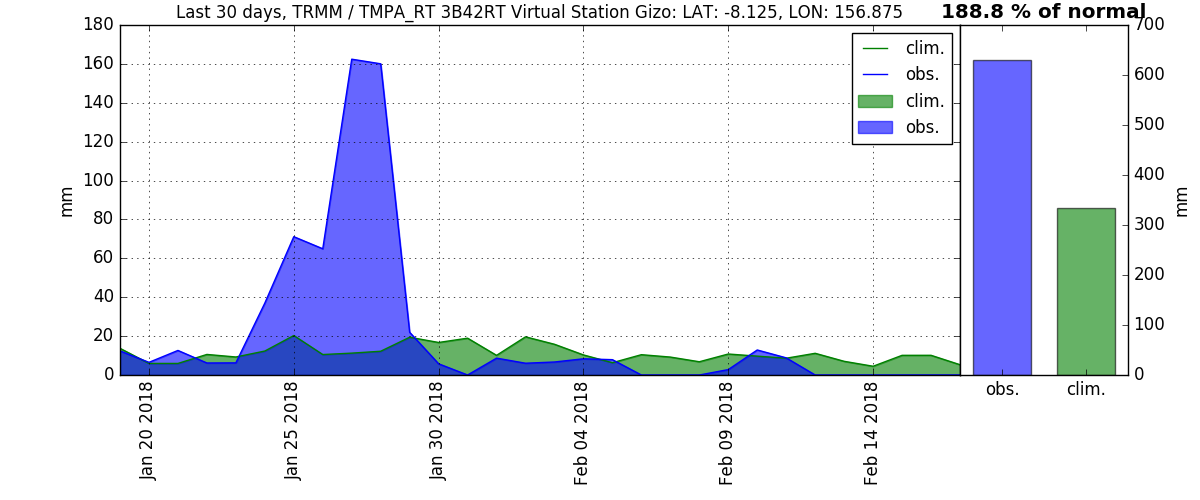 Last 30 days, TRMM / TMPA_RT 3B42RT Virtual Station Gizo: LAT: -8.125, LON: 156.875
188.8 % of normal
180
160
140
120
100
80
60
40
20
0
mm
clim.
obs.
clim.
obs.
Jan 20 2018
Jan 25 2018
Jan 30 2018
Feb 04 2018
Feb 09 2018
Feb 14 2018
700
600
500
400
300
200
100
0
mm
obs.
clim.